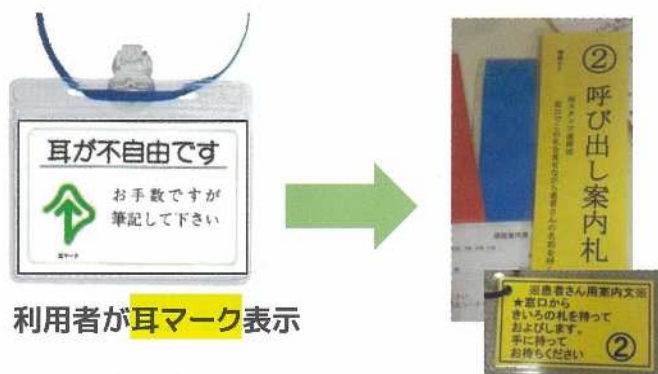 耳が不自由です
お手数ですが
筆記して下さい
耳マーク
利用者が耳マーク表示
② 呼び出し案内札
※患者さん用案内文※
★窓口から
きいろの札を持って
およびします。
手に持って
お待ちください
②